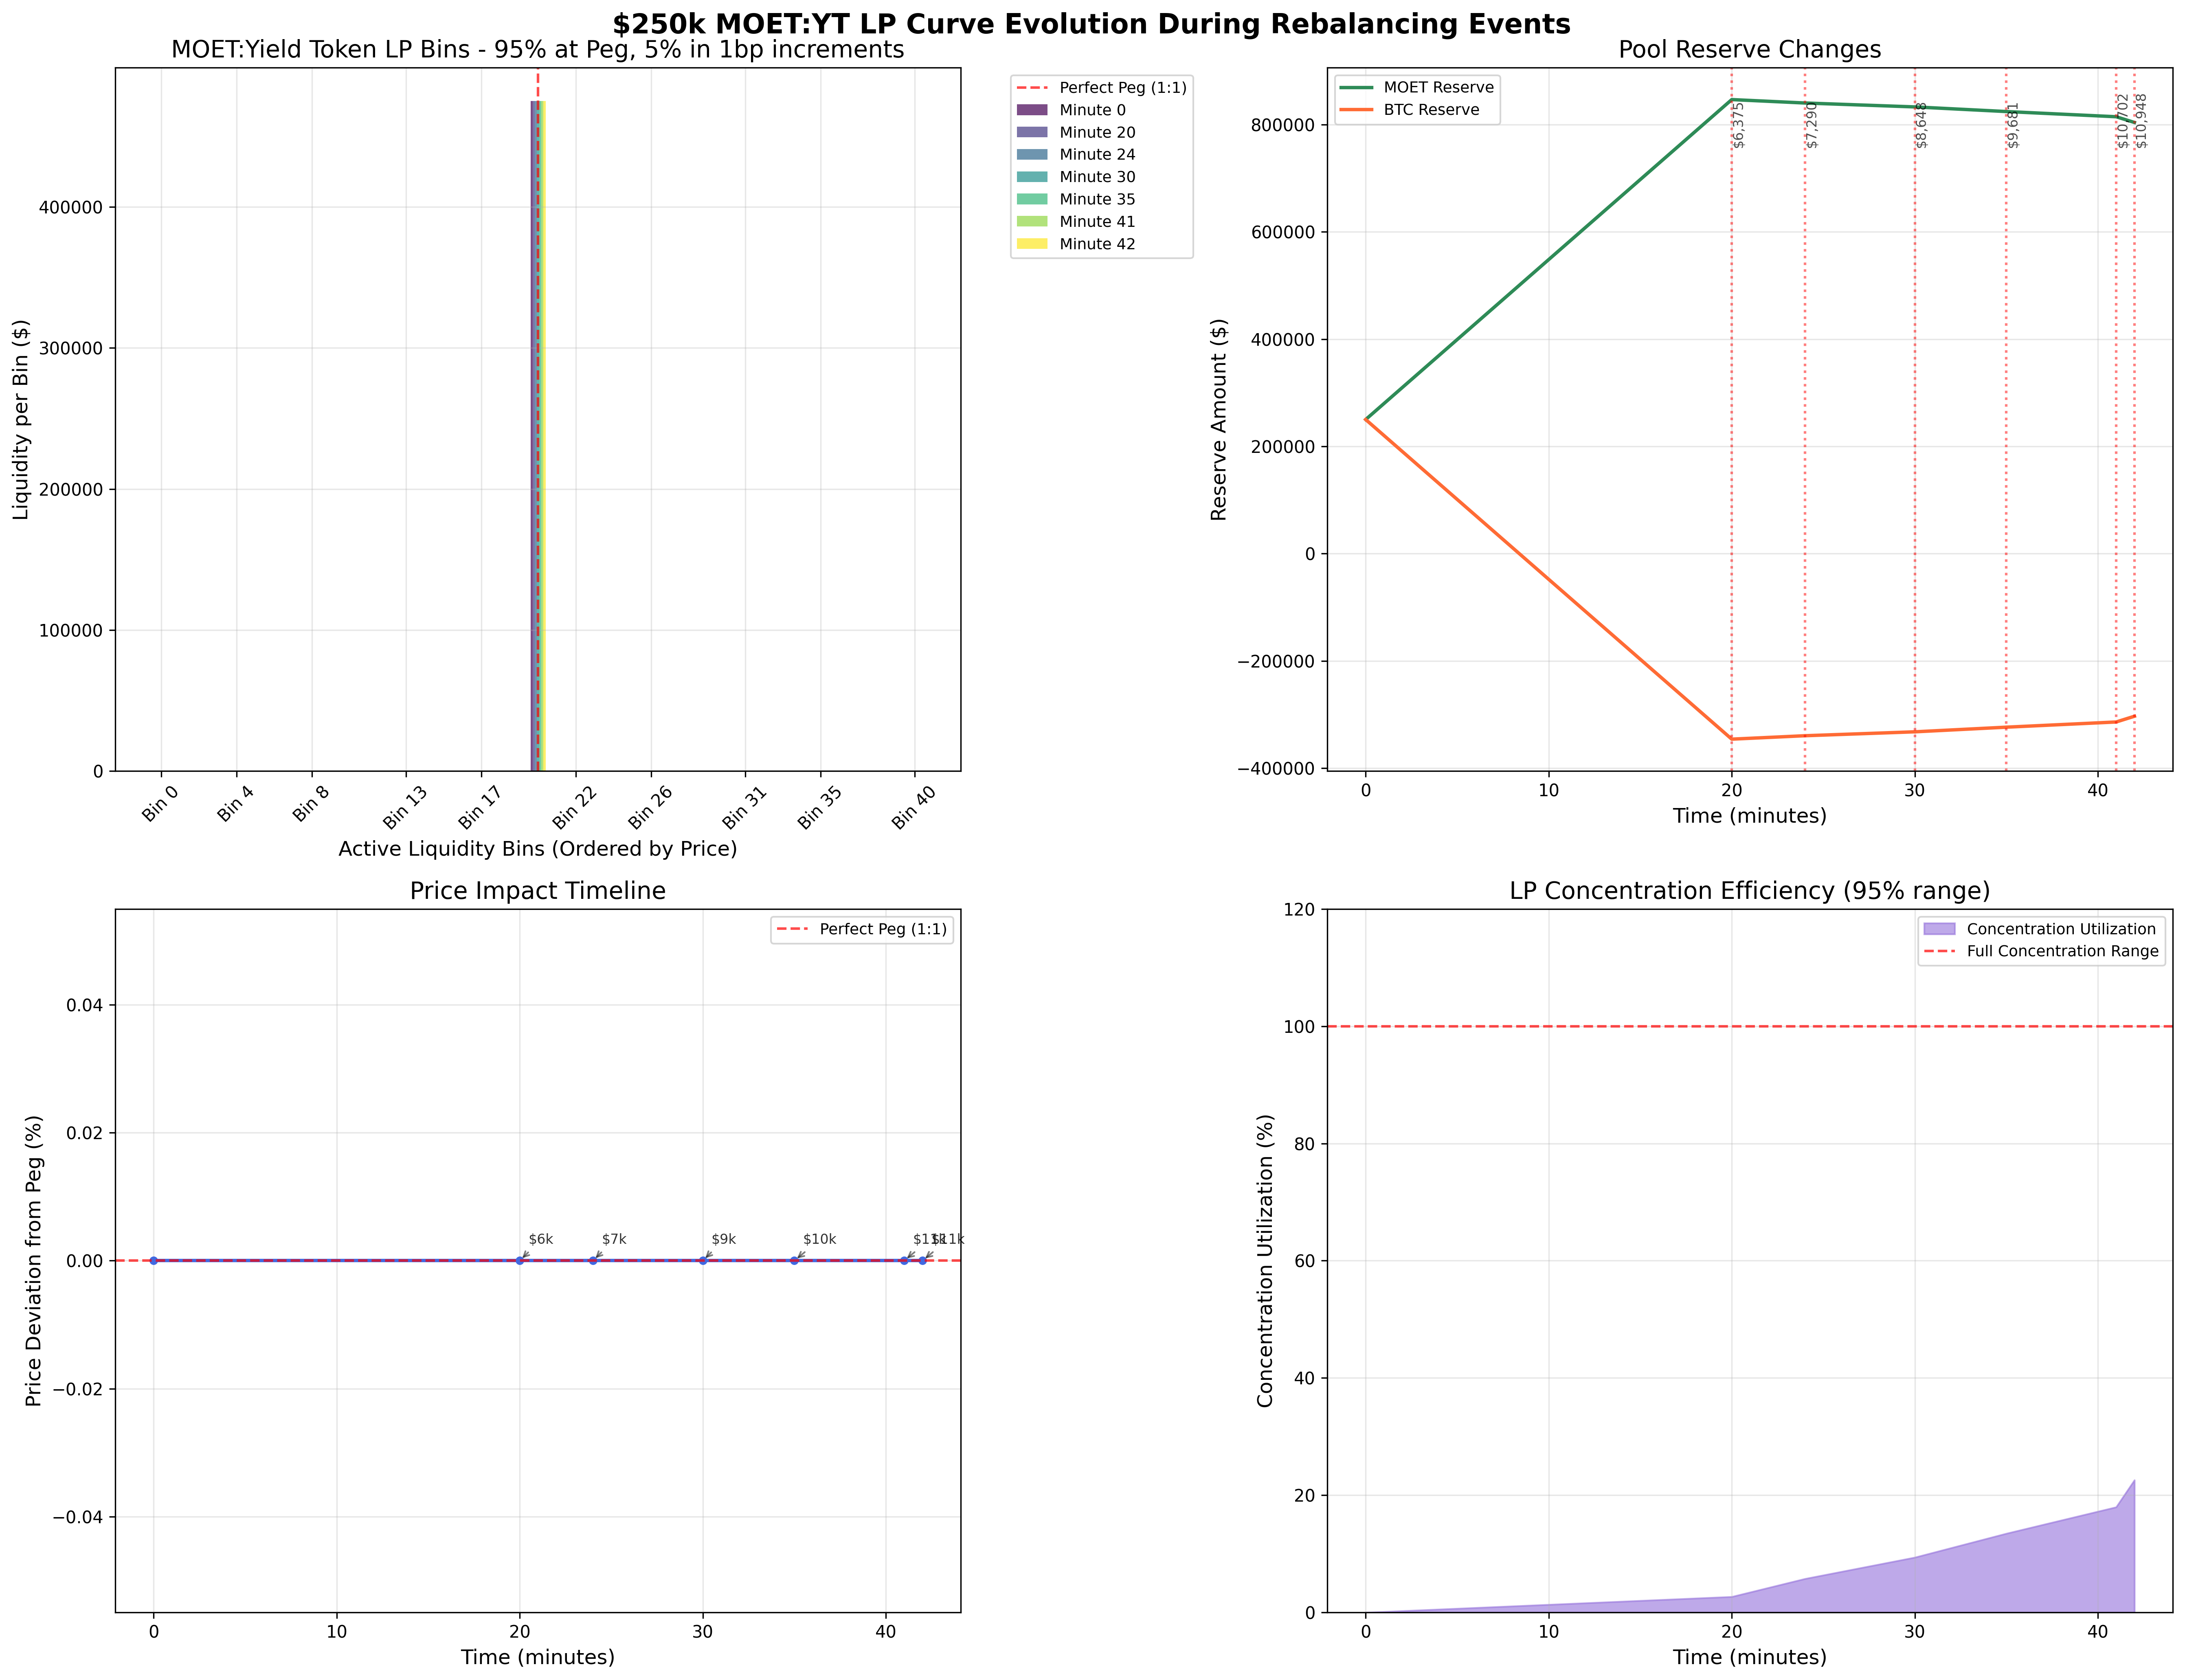 $250k MOET:YT LP Curve Evolution During Rebalancing Events
MOET:Yield Token LP Bins - 95% at Peg, 5% in 1bp increments
Liquidity per Bin ($)
400000
300000
200000
100000
0
Bin 0
Bin 4
Bin 8
Bin 13
Bin 17
Bin 22
Bin 26
Bin 31
Bin 35
Bin 40
Active Liquidity Bins (Ordered by Price)
Perfect Peg (1:1)
Minute 0
Minute 20
Minute 24
Minute 30
Minute 35
Minute 41
Minute 42
Pool Reserve Changes
MOET Reserve
BTC Reserve
Reserve Amount ($)
800000
600000
400000
200000
0
−200000
−400000
$6,375
$7,290
$8,648
$9,681
$10,702
$10,948
0
10
20
30
40
Time (minutes)
Price Impact Timeline
Perfect Peg (1:1)
Price Deviation from Peg (%)
0.04
0.02
0.00
−0.02
−0.04
$6k
$7k
$9k
$10k
$11k
$11k
0
10
20
30
40
Time (minutes)
LP Concentration Efficiency (95% range)
Concentration Utilization
Full Concentration Range
Concentration Utilization (%)
120
100
80
60
40
20
0
0
10
20
30
40
Time (minutes)